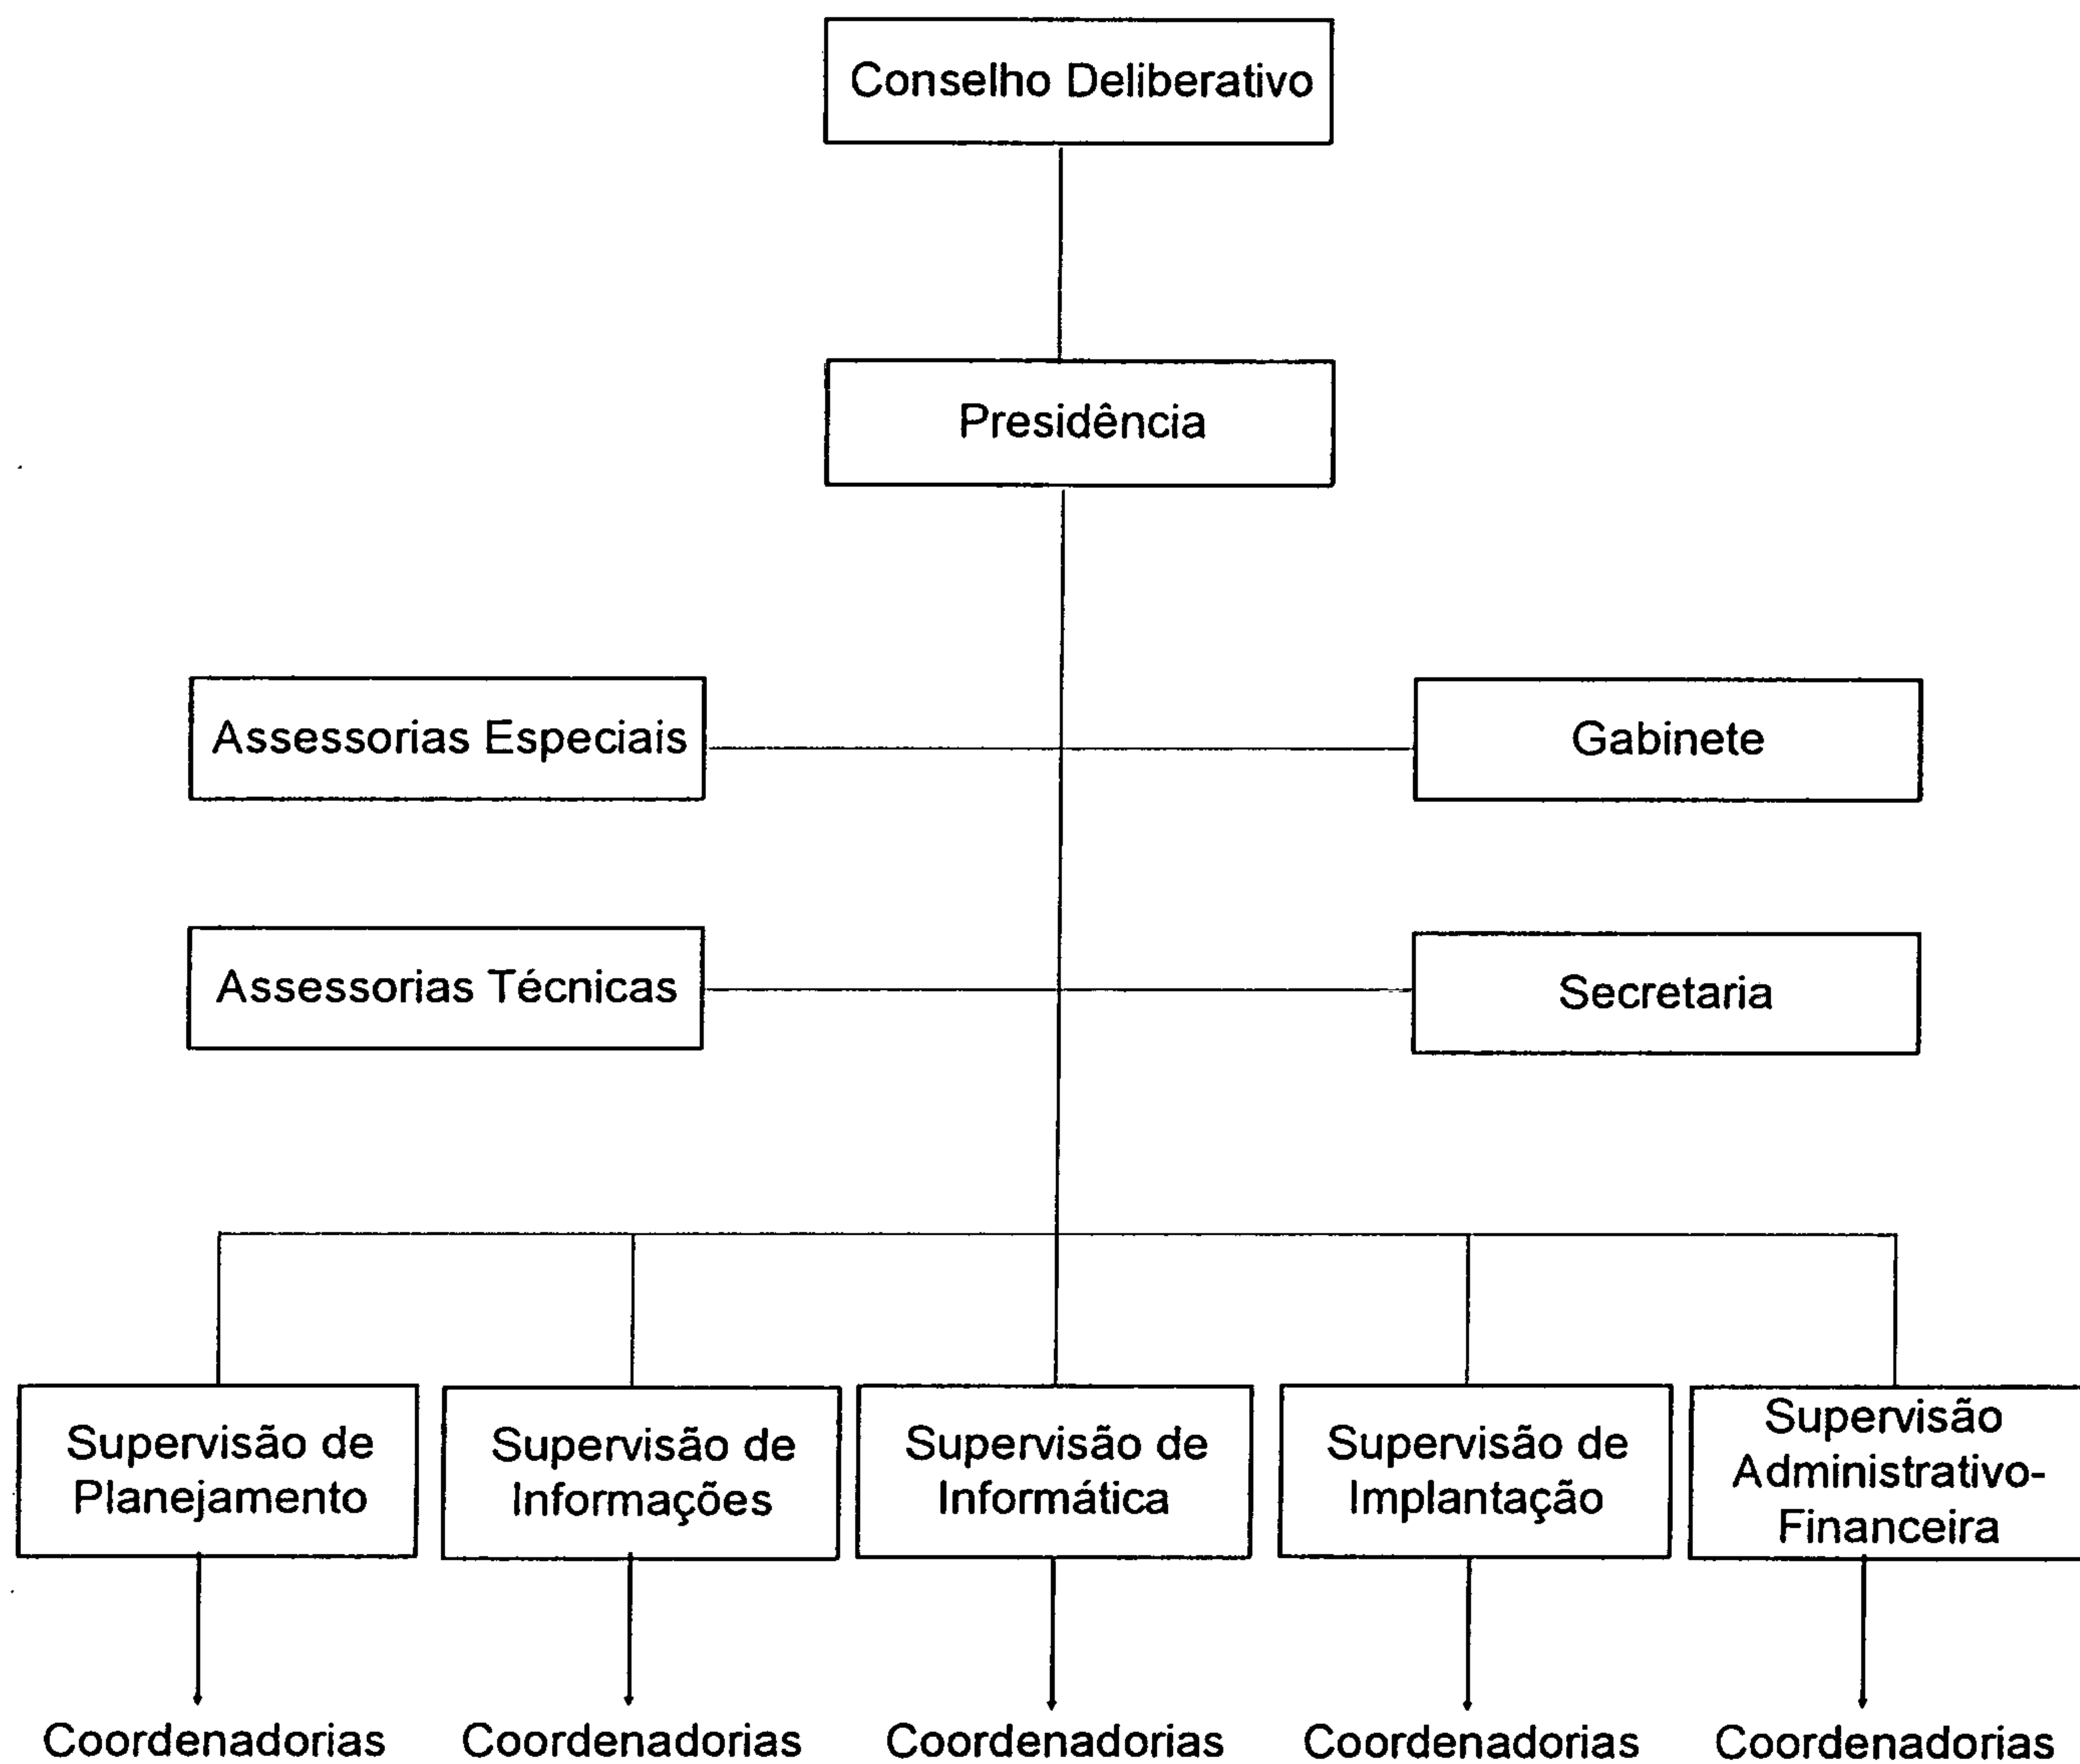 Conselho Deliberativo
Presidência
Assessorias Especiais
Gabinete
Assessorias Técnicas
Secretaria
Supervisão de
Planejamento
Supervisão de
Informações
Supervisão de
Informática
Supervisão de
Implantação
Supervisão
Administrativo-
Financeira
Coordenadorias
Coordenadorias
Coordenadorias
Coordenadorias
Coordenadorias